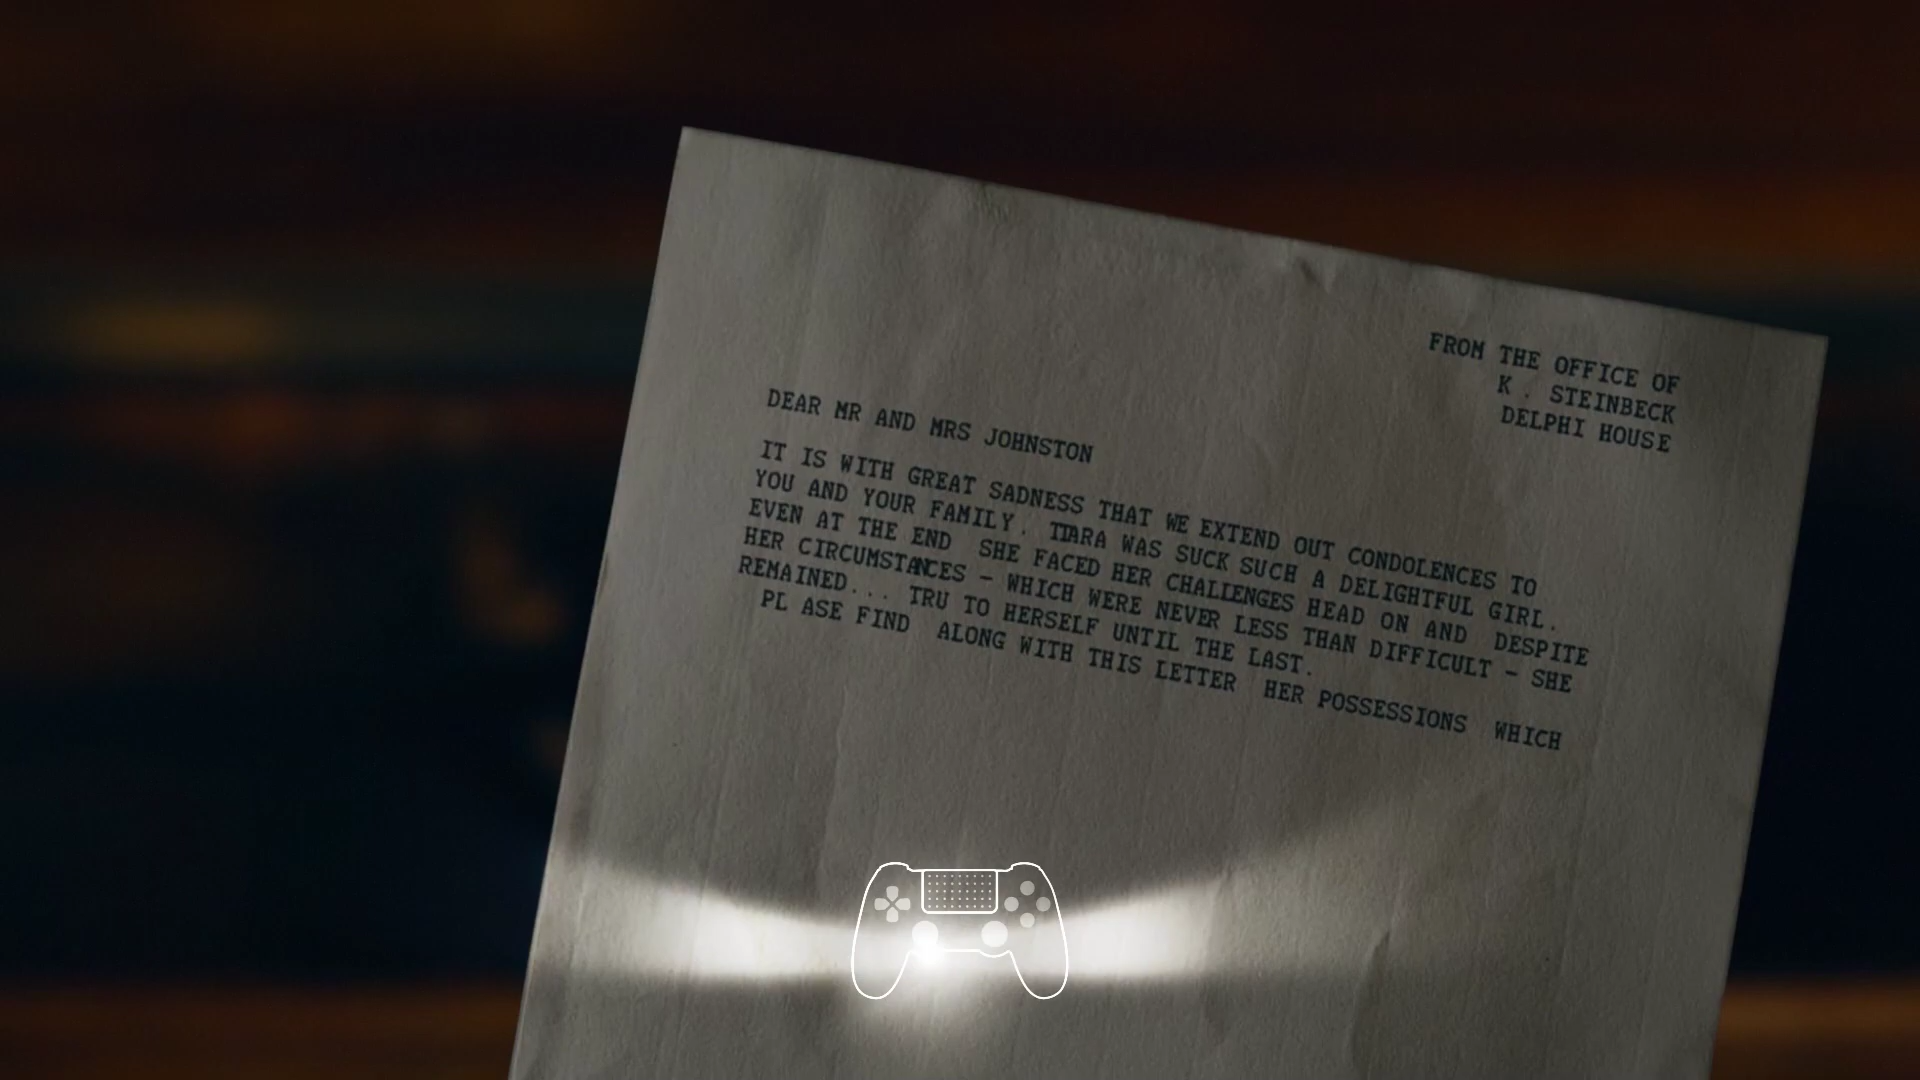 FROM THE OFFICE OF
K . STEINBECK
DELPHI HOUSE
DEAR MR AND MRS JOHNSTON
IT IS WITH GREAT SADNESS THAT WE EXTEND OUT CONDOLENCES TO
YOU AND YOUR FAMILY. TIARA WAS SUCK SUCH A DELIGHTFUL GIRL.
EVEN AT THE END SHE FACED HER CHALLENGES HEAD ON AND DESPITE
HER CIRCUMSTANCES - WHICH WERE NEVER LESS THAN DIFFICULT - SHE
REMAINED... TRU TO HERSELF UNTIL THE LAST.
PL ASE FIND ALONG WITH THIS LETTER HER POSSESSIONS WHICH